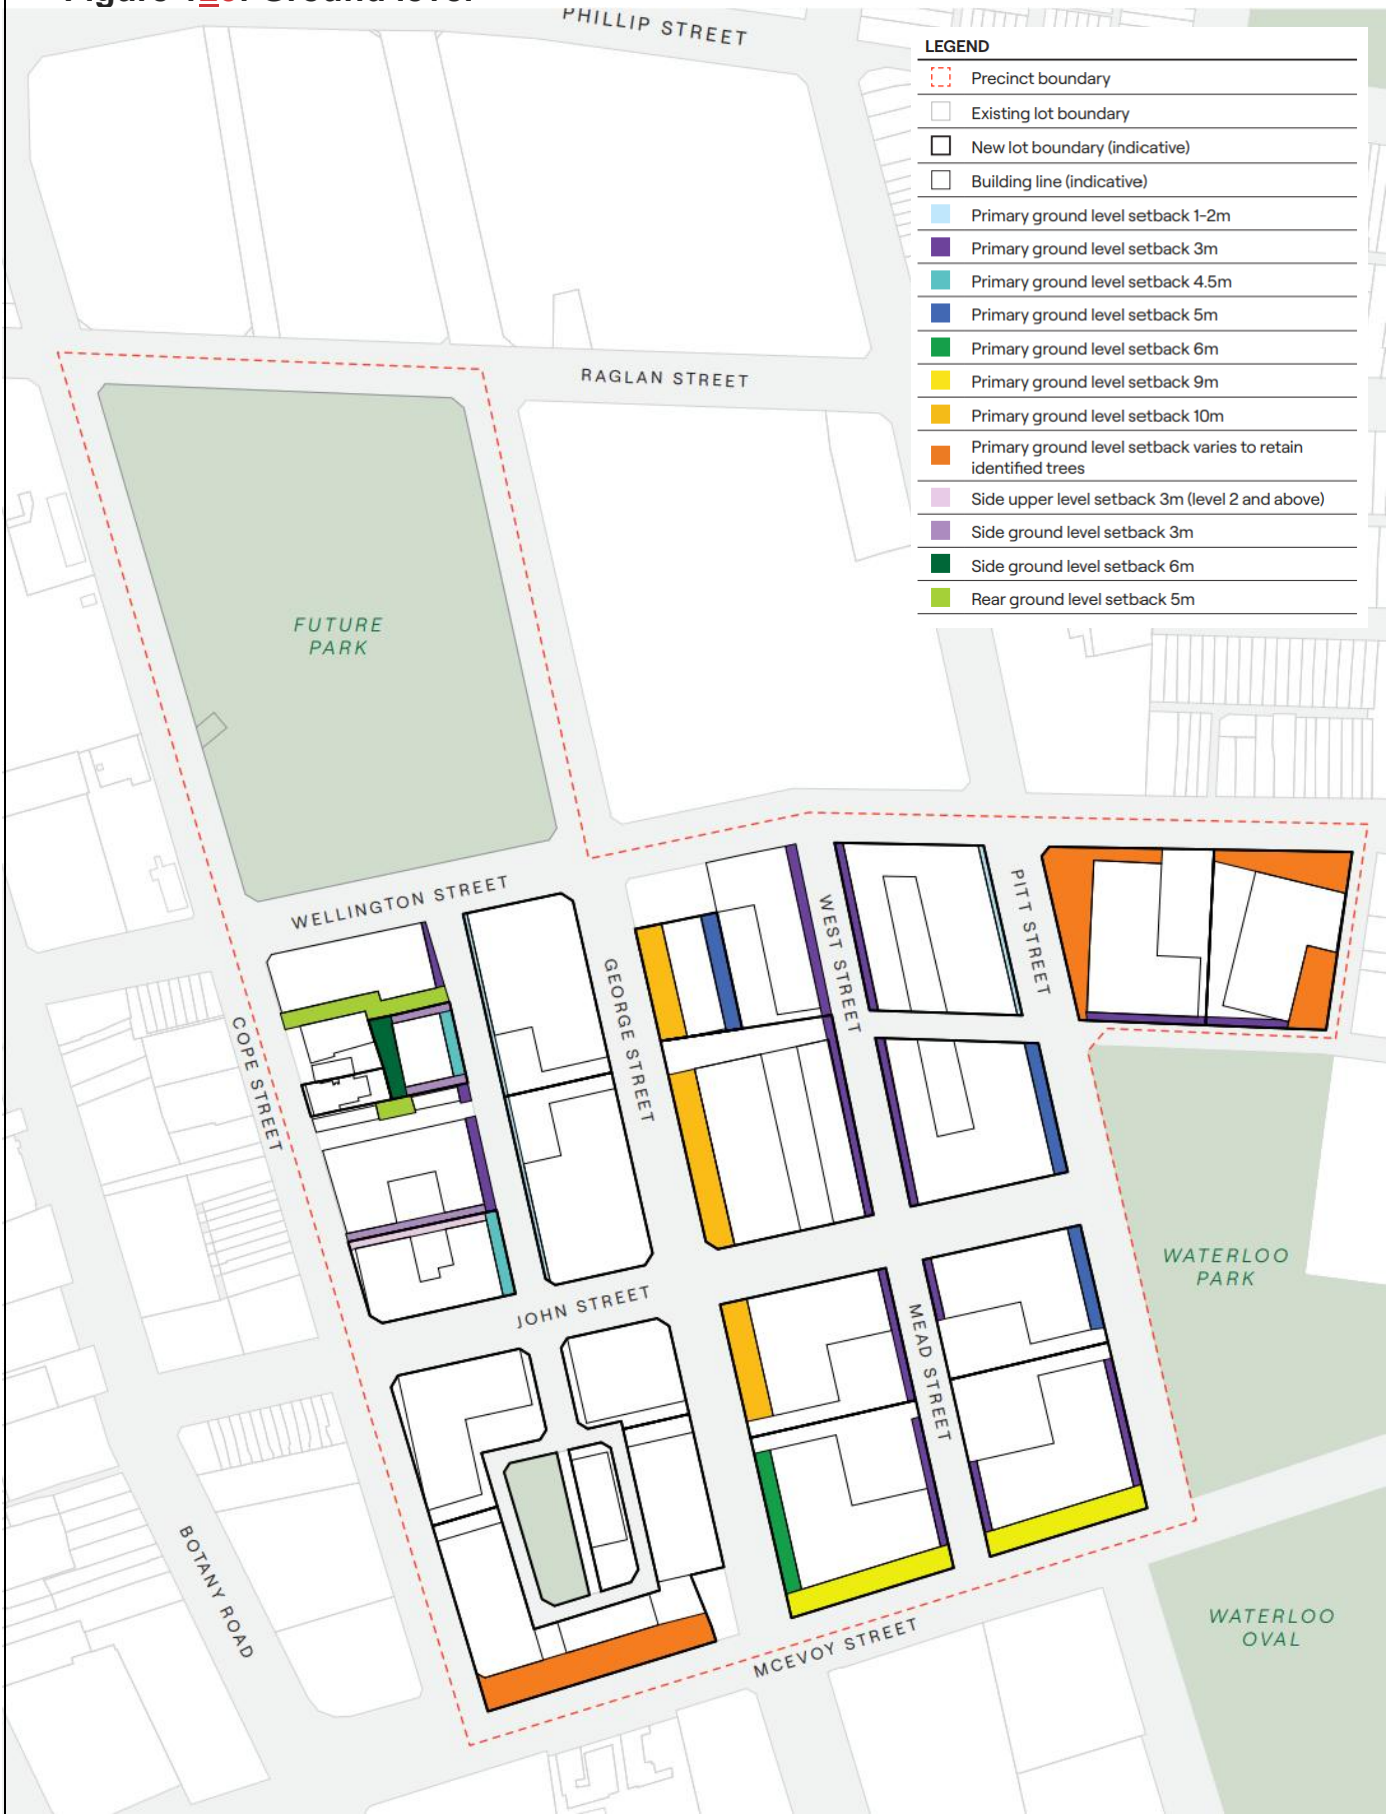 Ground level
PHILLIP STREET
LEGEND
Precinct boundary
Existing lot boundary
New lot boundary (indicative)
Building line (indicative)
Primary ground level setback 1-2m
Primary ground level setback 3m
Primary ground level setback 4.5m
Primary ground level setback 5m
Primary ground level setback 6m
Primary ground level setback 9m
Primary ground level setback 10m
Primary ground level setback varies to retain
identified trees
Side upper level setback 3m (level 2 and above)
Side ground level setback 3m
Side ground level setback 6m
Rear ground level setback 5m
RAGLAN STREET
FUTURE
PARK
WELLINGTON STREET
PITT STREET
WEST STREET
GEORGE STREET
COPE STREET
WATERLOO
PARK
JOHN STREET
MEAD STREET
BOTANY ROAD
MCEVOY STREET
WATERLOO
OVAL